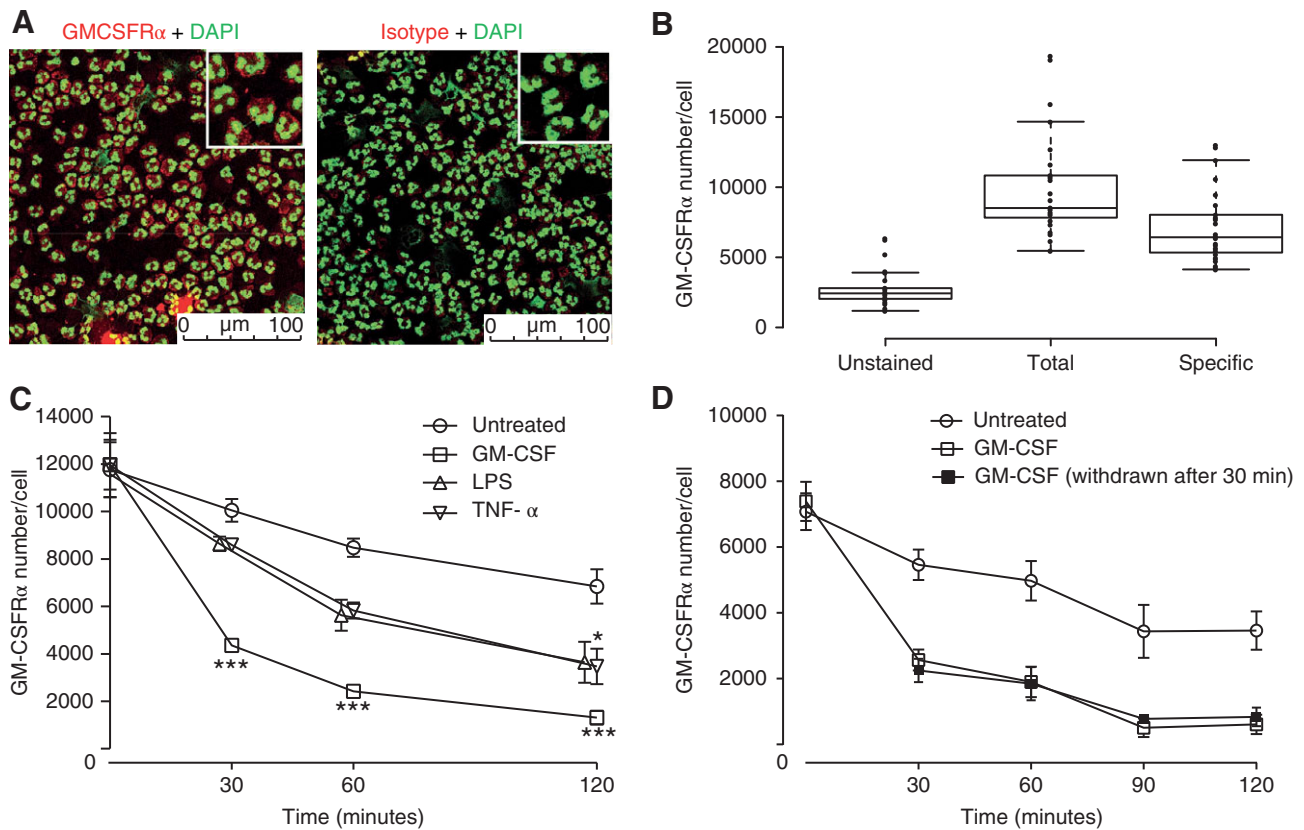 A
GMCSFRα + DAPI
Isotype + DAPI
0 µm 100
0 µm 100
B
GM-CSFRα number/cell
20000
15000
10000
5000
0
Unstained Total Specific
C
GM-CSFRα number/cell
14000
12000
10000
8000
6000
4000
2000
0
Untreated
GM-CSF
LPS
TNF- α
***
***
*
***
30 60 120
Time (minutes)
D
GM-CSFRα number/cell
10000
8000
6000
4000
2000
0
Untreated
GM-CSF
GM-CSF (withdrawn after 30 min)
30 60 90 120
Time (minutes)